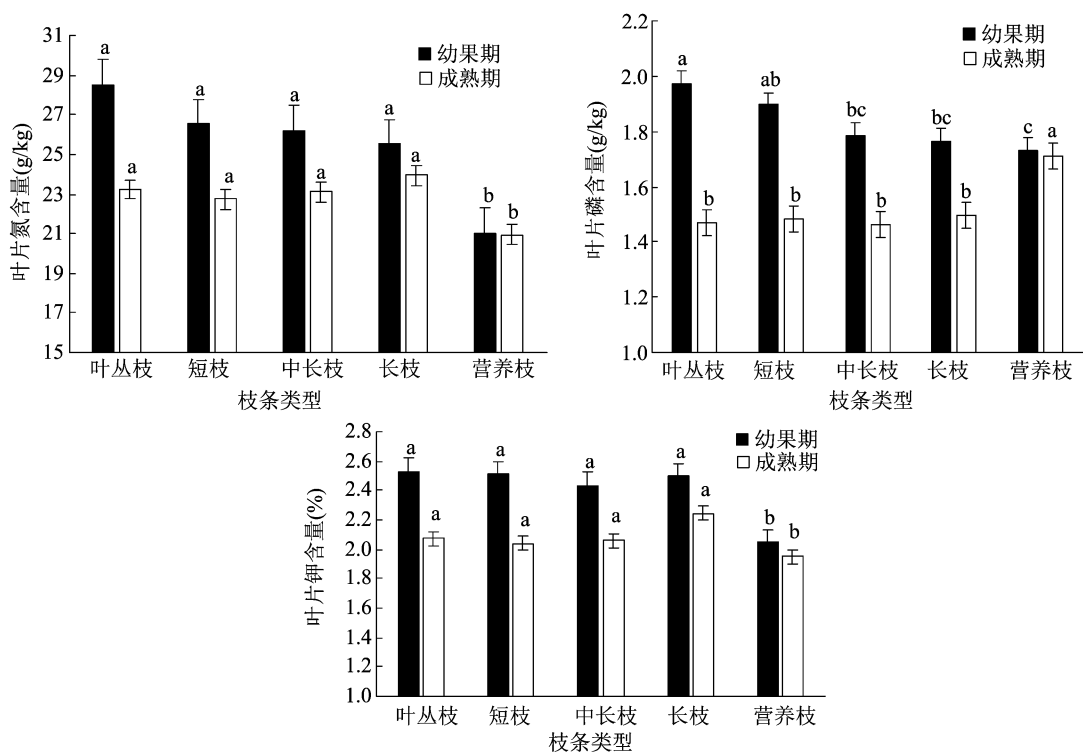 叶片氮含量(g/kg)
31
29
27
25
23
21
19
17
15
幼果期
成熟期
a
a
a
a
a
a
a
a
b
b
叶丛枝 短枝 中长枝 长枝 营养枝
枝条类型
叶片磷含量(g/kg)
2.2
2.0
1.8
1.6
1.4
1.2
1.0
幼果期
成熟期
a
b
ab
b
bc
b
bc
b
c
a
叶丛枝 短枝 中长枝 长枝 营养枝
枝条类型
叶片钾含量(%)
2.8
2.6
2.4
2.2
2.0
1.8
1.6
1.4
1.2
1.0
幼果期
成熟期
a
a
a
a
a
a
a
a
b
b
叶丛枝 短枝 中长枝 长枝 营养枝
枝条类型